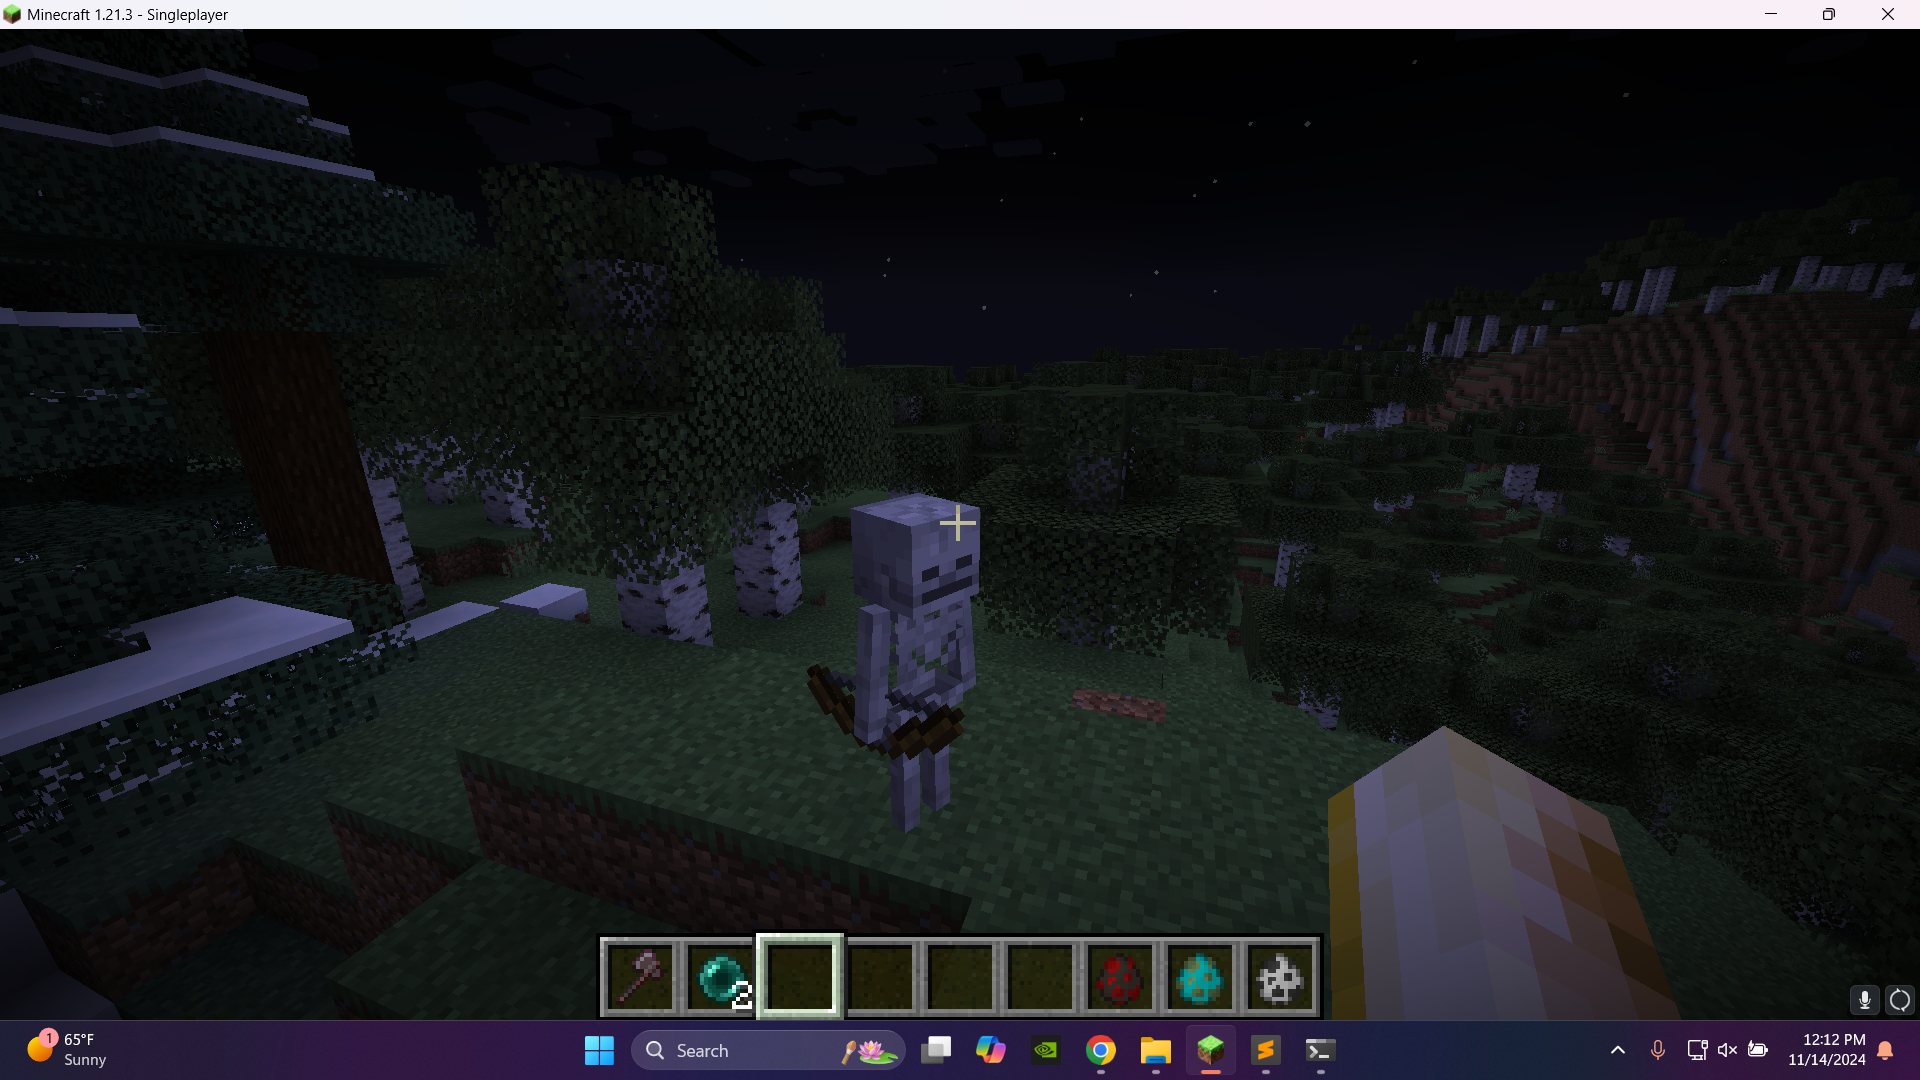 Minecraft 1.21.3 - Singleplayer
2
1
65°F
Sunny
Search
12:12 PM
11/14/2024